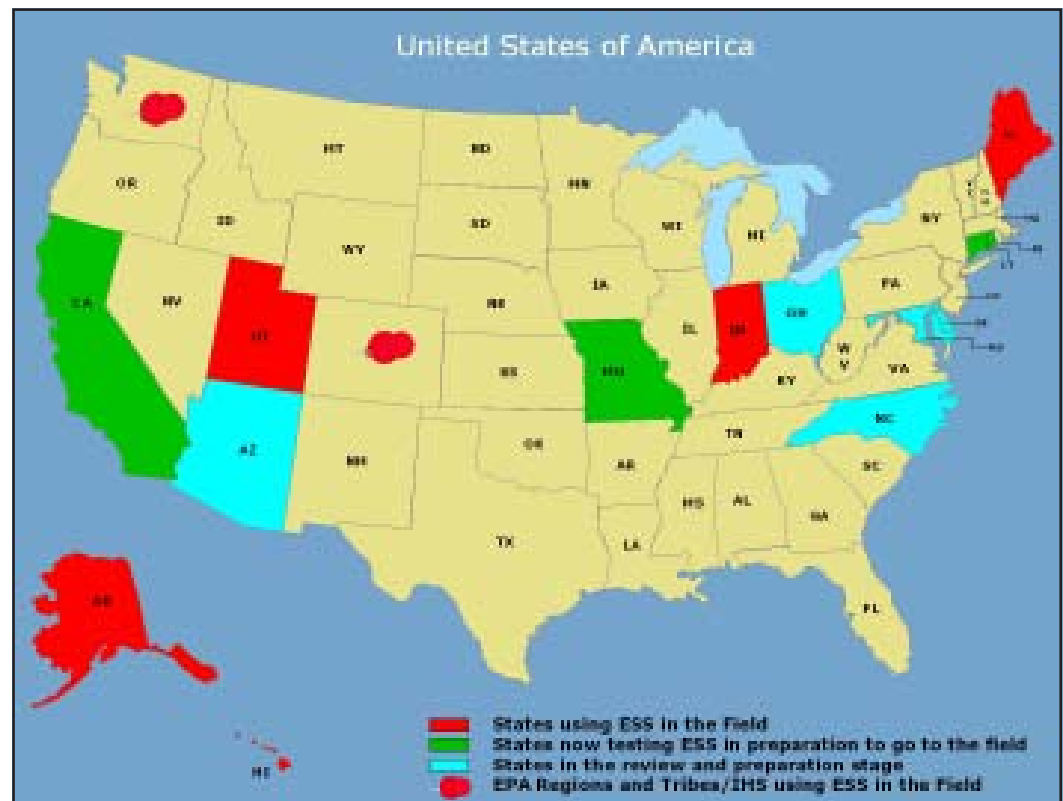 United States of America
MT
ND
OR
MN
ID
SD
WI
NY
WY
MI
IA
PA
CA
NV
NE
OH
UT
IL
IN
W
V
KS
MO
KY
VA
AZ
NC
NM
OK
TN
AR
SC
MS
AL
GA
TX
LA
AK
FL
HI
States using ESS in the Field
States now testing ESS in preparation to go to the field
States in the review and preparation stage
EPA Regions and Tribes/IHS using ESS in the Field